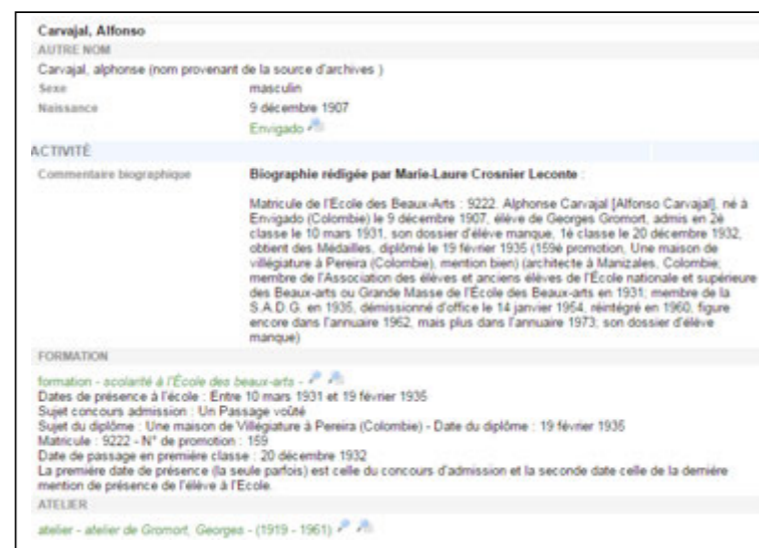 Carvajal, Alfonso
AUTRE NOM
Carvajal, alphonse (nom provenant de la source d'archives )
Sexe masculin
Naissance 9 décembre 1907
Envigado
ACTIVITÉ
Commentaire biographique Biographie rédigée par Marie-Laure Crosnier Leconte :
Matricule de l'École des Beaux-Arts : 9222. Alphonse Carvajal [Alfonso Carvajal], né à
Envigado (Colombie) le 9 décembre 1907, élève de Georges Gromort, admis en 2è
classe le 10 mars 1931, son dossier d'élève manque, 1è classe le 20 décembre 1932,
obtient des Médailles, diplômé le 19 février 1935 (159è promotion, Une maison de
villégiature à Pereira (Colombie), mention bien) (architecte à Manizales, Colombie;
membre de l'Association des élèves et anciens élèves de l'École nationale et supérieure
des Beaux-arts ou Grande Masse de l'École des Beaux-arts en 1931; membre de la
S.A.D.G. en 1935, démissionné d'office le 14 janvier 1954, réintégré en 1960, figure
encore dans l'annuaire 1962, mais plus dans l'annuaire 1973; son dossier d'élève
manque)
FORMATION
formation - scolarité à l'École des beaux-arts -
Dates de présence à l'école : Entre 10 mars 1931 et 19 février 1935
Sujet concours admission : Un Passage voûté
Sujet du diplôme : Une maison de Villégiature à Pereira (Colombie) - Date du diplôme : 19 février 1935
Matricule : 9222 - N° de promotion : 159
Date de passage en première classe : 20 décembre 1932
La première date de présence (la seule parfois) est celle du concours d'admission et la seconde date celle de la dernière
mention de présence de l'élève à l'Ecole.
ATELIER
atelier - atelier de Gromort, Georges - (1919 - 1961)